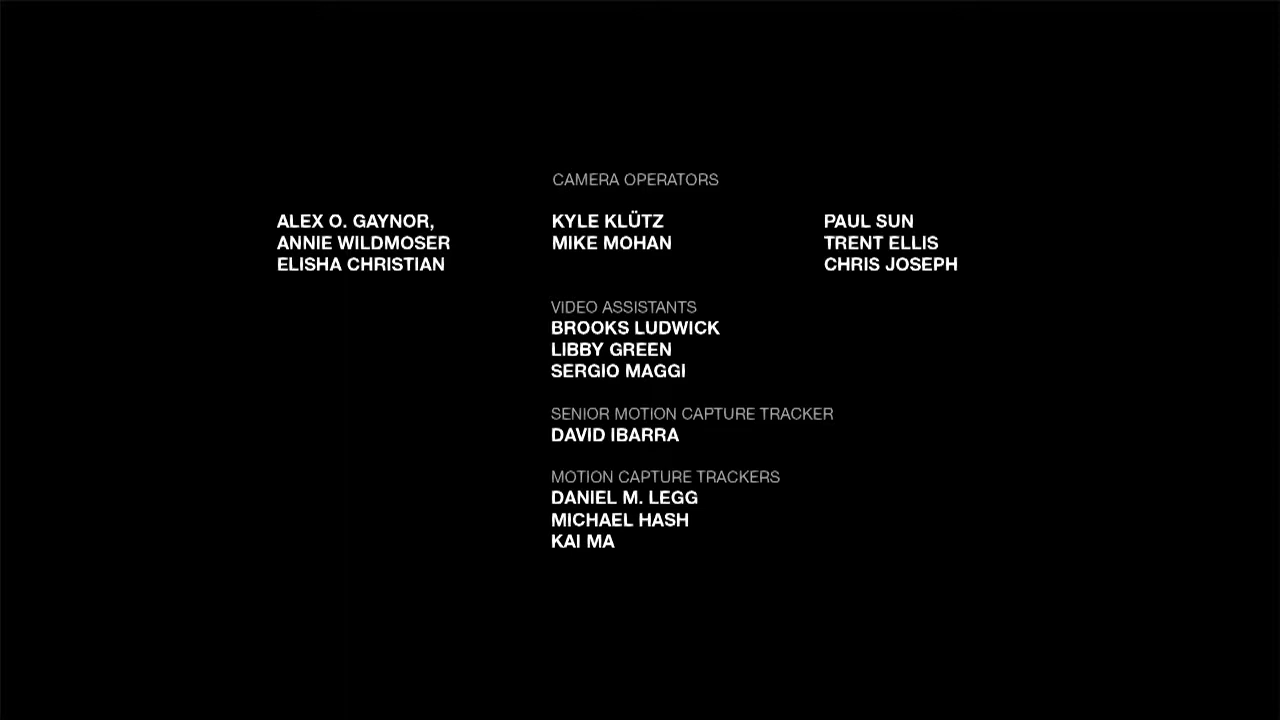 CAMERA OPERATORS
ALEX O. GAYNOR,
ANNIE WILDMOSER
ELISHA CHRISTIAN
KYLE KLÜTZ
MIKE MOHAN
PAUL SUN
TRENT ELLIS
CHRIS JOSEPH
VIDEO ASSISTANTS
BROOKS LUDWICK
LIBBY GREEN
SERGIO MAGGI
SENIOR MOTION CAPTURE TRACKER
DAVID IBARRA
MOTION CAPTURE TRACKERS
DANIEL M. LEGG
MICHAEL HASH
KAI MA